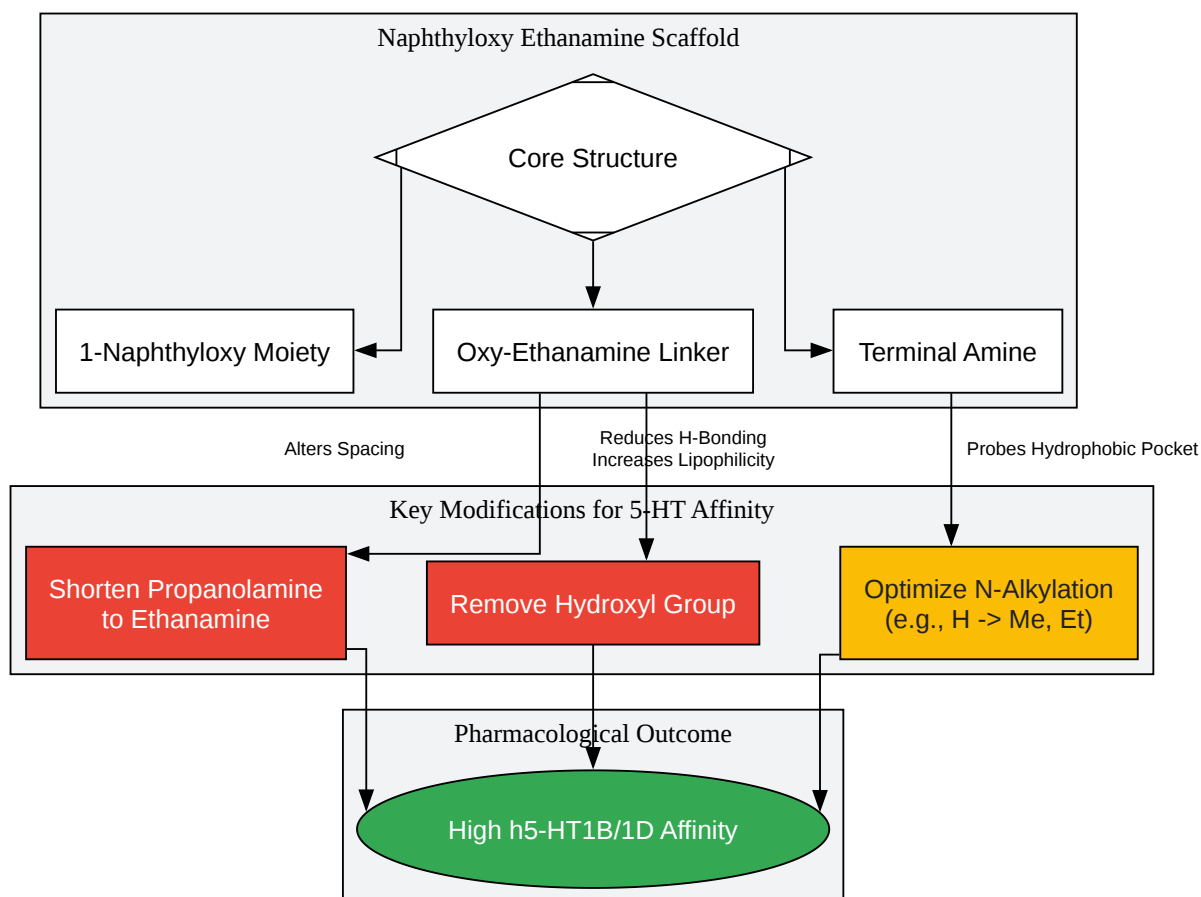 Naphthyloxy Ethanamine Scaffold
Core Structure
1-Naphthyloxy Moiety
Oxy-Ethanamine Linker
Terminal Amine
Alters Spacing
Reduces H-Bonding
Increases Lipophilicity
Probes Hydrophobic Pocket
Key Modifications for 5-HT Affinity
Shorten Propanolamine
to Ethanamine
Remove Hydroxyl Group
Optimize N-Alkylation
(e.g., H -> Me, Et)
Pharmacological Outcome
High h5-HT1B/1D Affinity